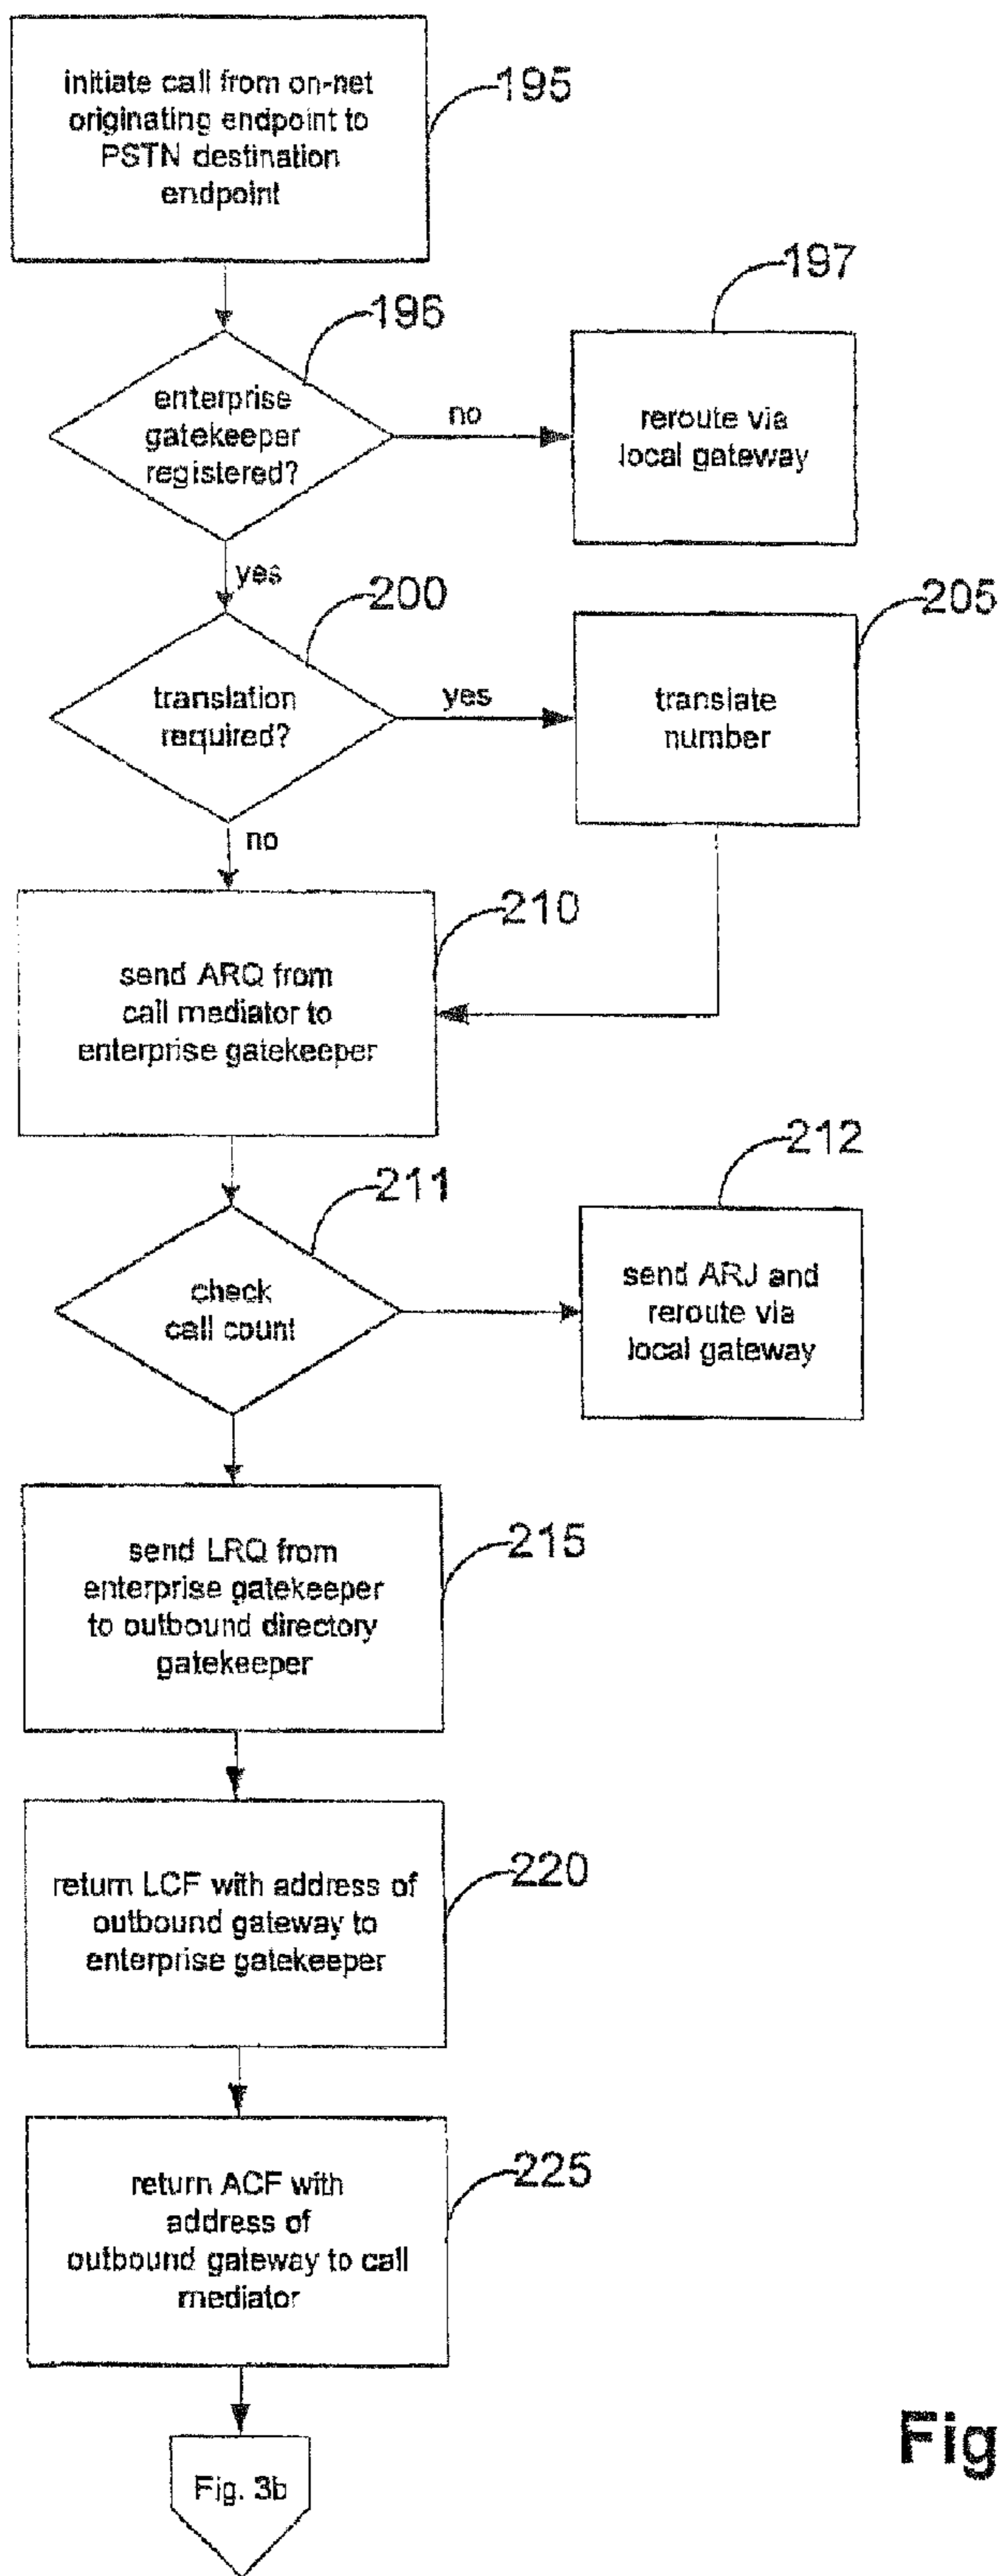 initiate call from on-net
originating endpoint to
PSTN destination
endpoint
195
196
197
enterprise
gatekeeper
registered?
no
reroute via
local gateway
yes
200
205
translation
required?
yes
translate
number
no
210
send ARQ from
call mediator to
enterprise gatekeeper
211
212
check
call count
send ARJ and
reroute via
local gateway
215
send LRQ from
enterprise gatekeeper
to outbound directory
gatekeeper
220
return LCF with address of
outbound gateway to
enterprise gatekeeper
225
return ACF with
address of
outbound gateway to call
mediator
Fig. 3b
Fig